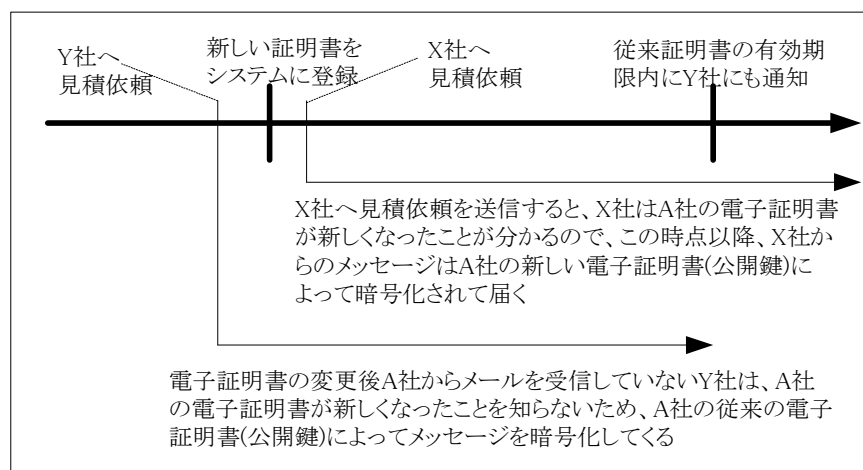 Y社へ
見積依頼
新しい証明書を
システムに登録
X社へ
見積依頼
従来証明書の有効期
限内にY社にも通知
X社へ見積依頼を送信すると、X社はA社の電子証明書
が新しくなったことが分かるので、この時点以降、X社か
らのメッセージはA社の新しい電子証明書(公開鍵)に
よって暗号化されて届く
電子証明書の変更後A社からメールを受信していないY社は、A社
の電子証明書が新しくなったことを知らないため、A社の従来の電子
証明書(公開鍵)によってメッセージを暗号化してくる